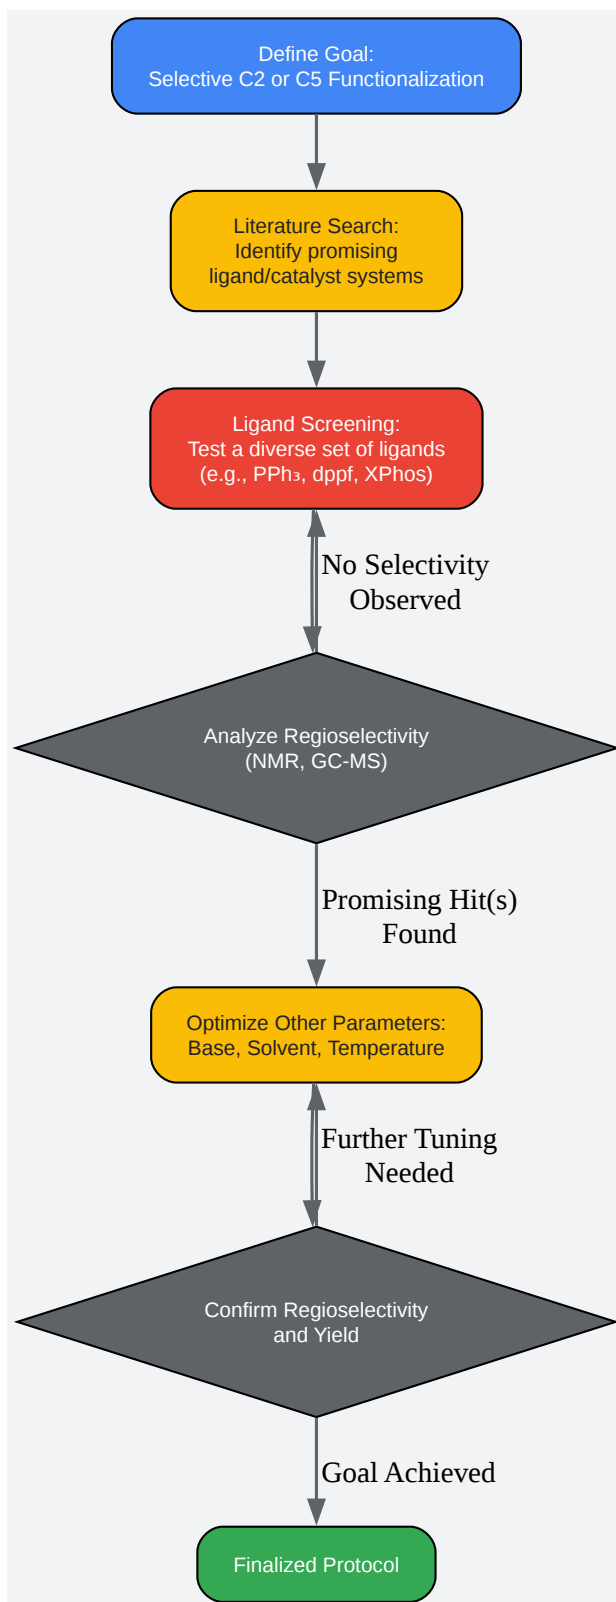 Define Goal:
Selective C2 or C5 Functionalization
Literature Search:
Identify promising
ligand/catalyst systems
Ligand Screening:
Test a diverse set of ligands
(e.g., PPh₃, dppf, XPhos)
No Selectivity
Observed
Analyze Regioselectivity
(NMR, GC-MS)
Promising Hit(s)
Found
Optimize Other Parameters:
Base, Solvent, Temperature
Further Tuning
Needed
Confirm Regioselectivity
and Yield
Goal Achieved
Finalized Protocol